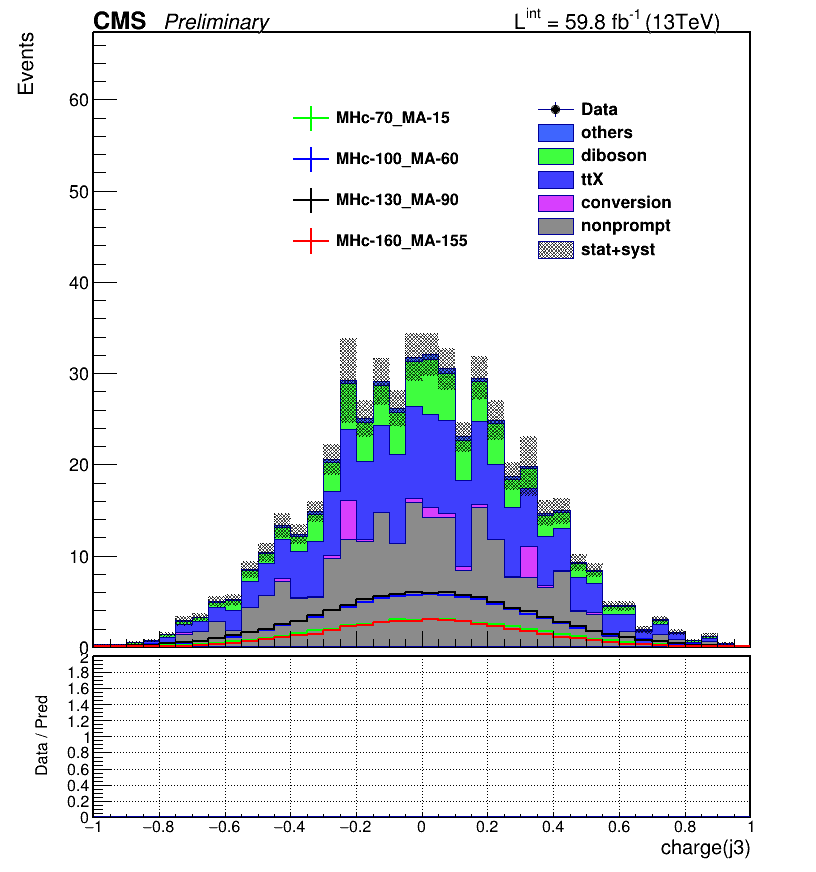 CMS Preliminary L^int = 59.8 fb^-1 (13TeV)
Events
60
50
40
30
20
10
0
MHc-70_MA-15
MHc-100_MA-60
MHc-130_MA-90
MHc-160_MA-155
Data
others
diboson
ttX
conversion
nonprompt
stat+syst
Data / Pred
2
1.8
1.6
1.4
1.2
1
0.8
0.6
0.4
0.2
0
−1 −0.8 −0.6 −0.4 −0.2 0 0.2 0.4 0.6 0.8 1
charge(j3)